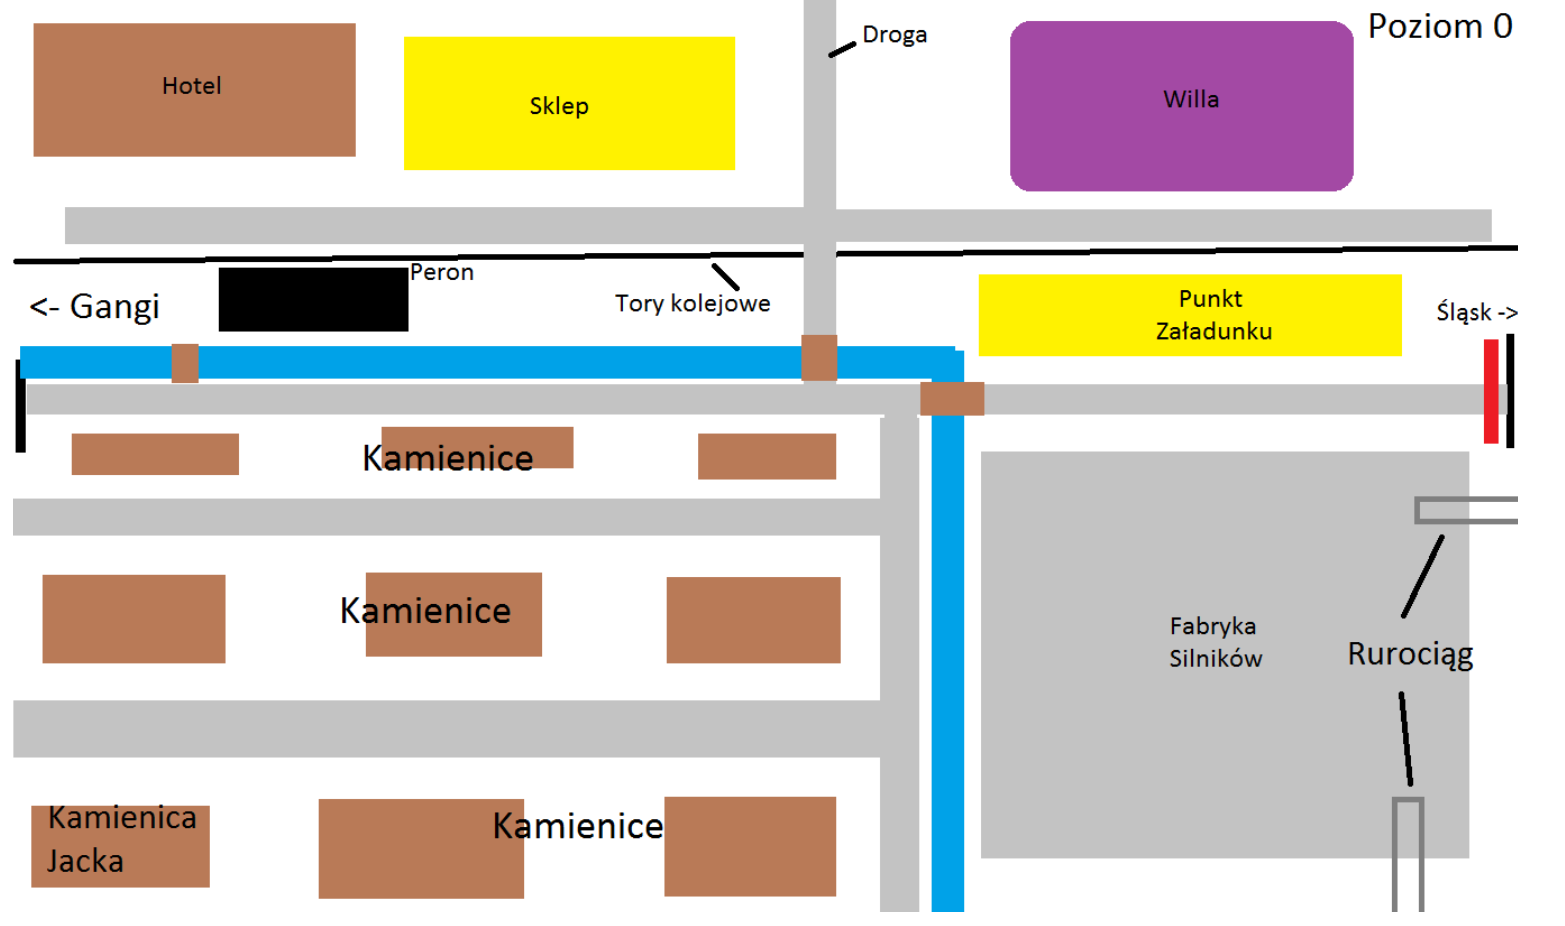 Poziom 0
Droga
Hotel
Sklep
Willa
Peron
<- Gangi
Tory kolejowe
Punkt
Załadunku
Śląsk ->
Kamienice
Kamienice
Fabryka
Silników
Rurociąg
Kamienica
Jacka
Kamienice